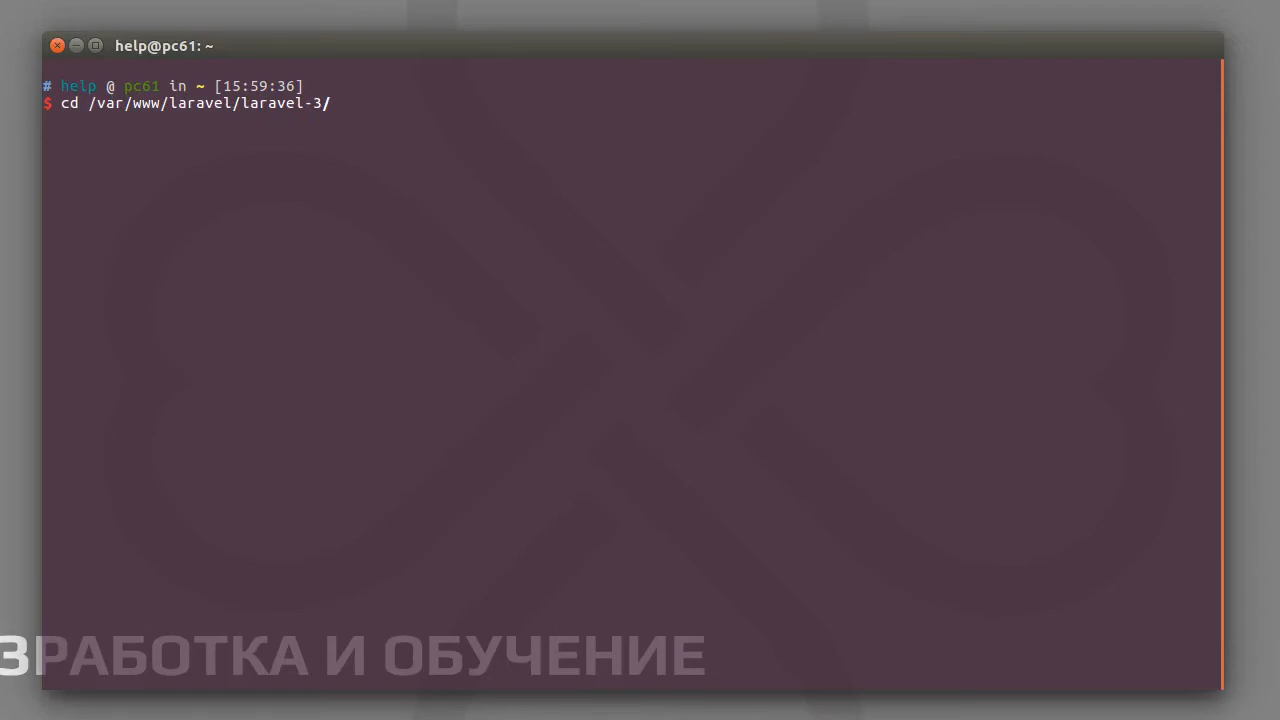 help@pc61: ~
# help @ pc61 in ~ [15:59:36]
$ cd /var/www/laravel/laravel-3/
ЗРАБОТКА И ОБУЧЕНИЕ